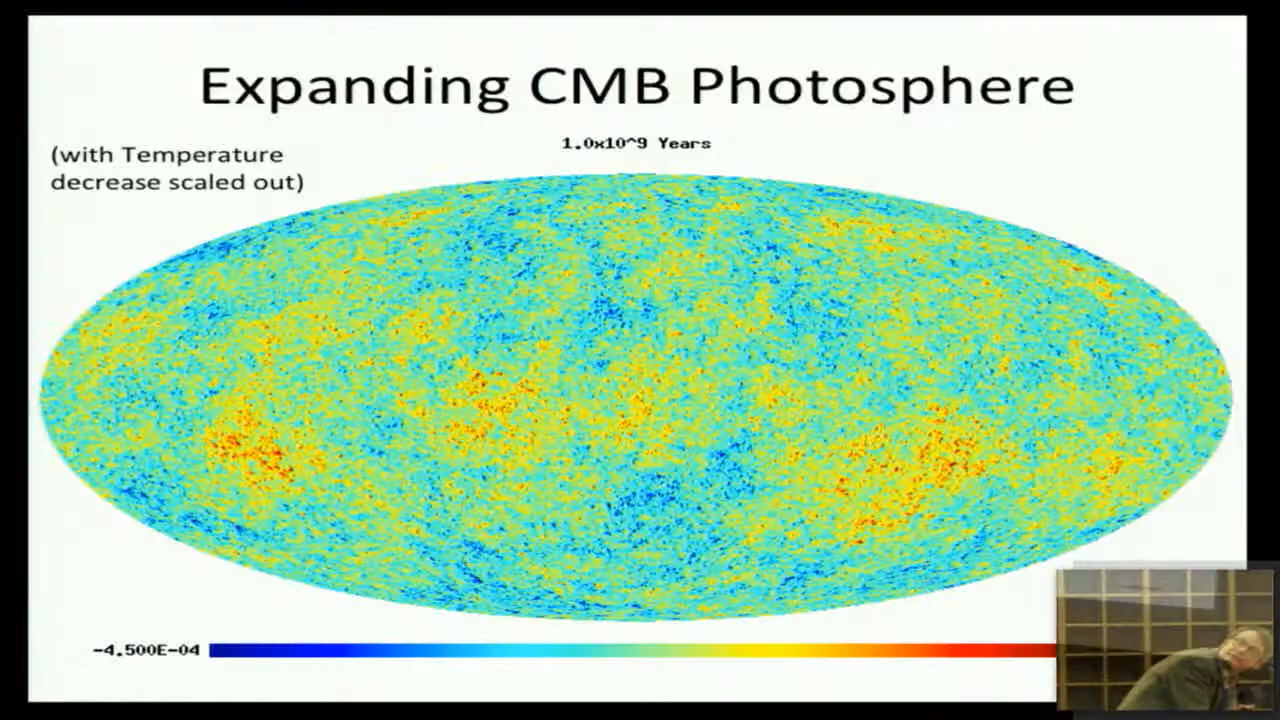 Expanding CMB Photosphere
(with Temperature
decrease scaled out)
1.0x10^9 Years
-4.500E-04